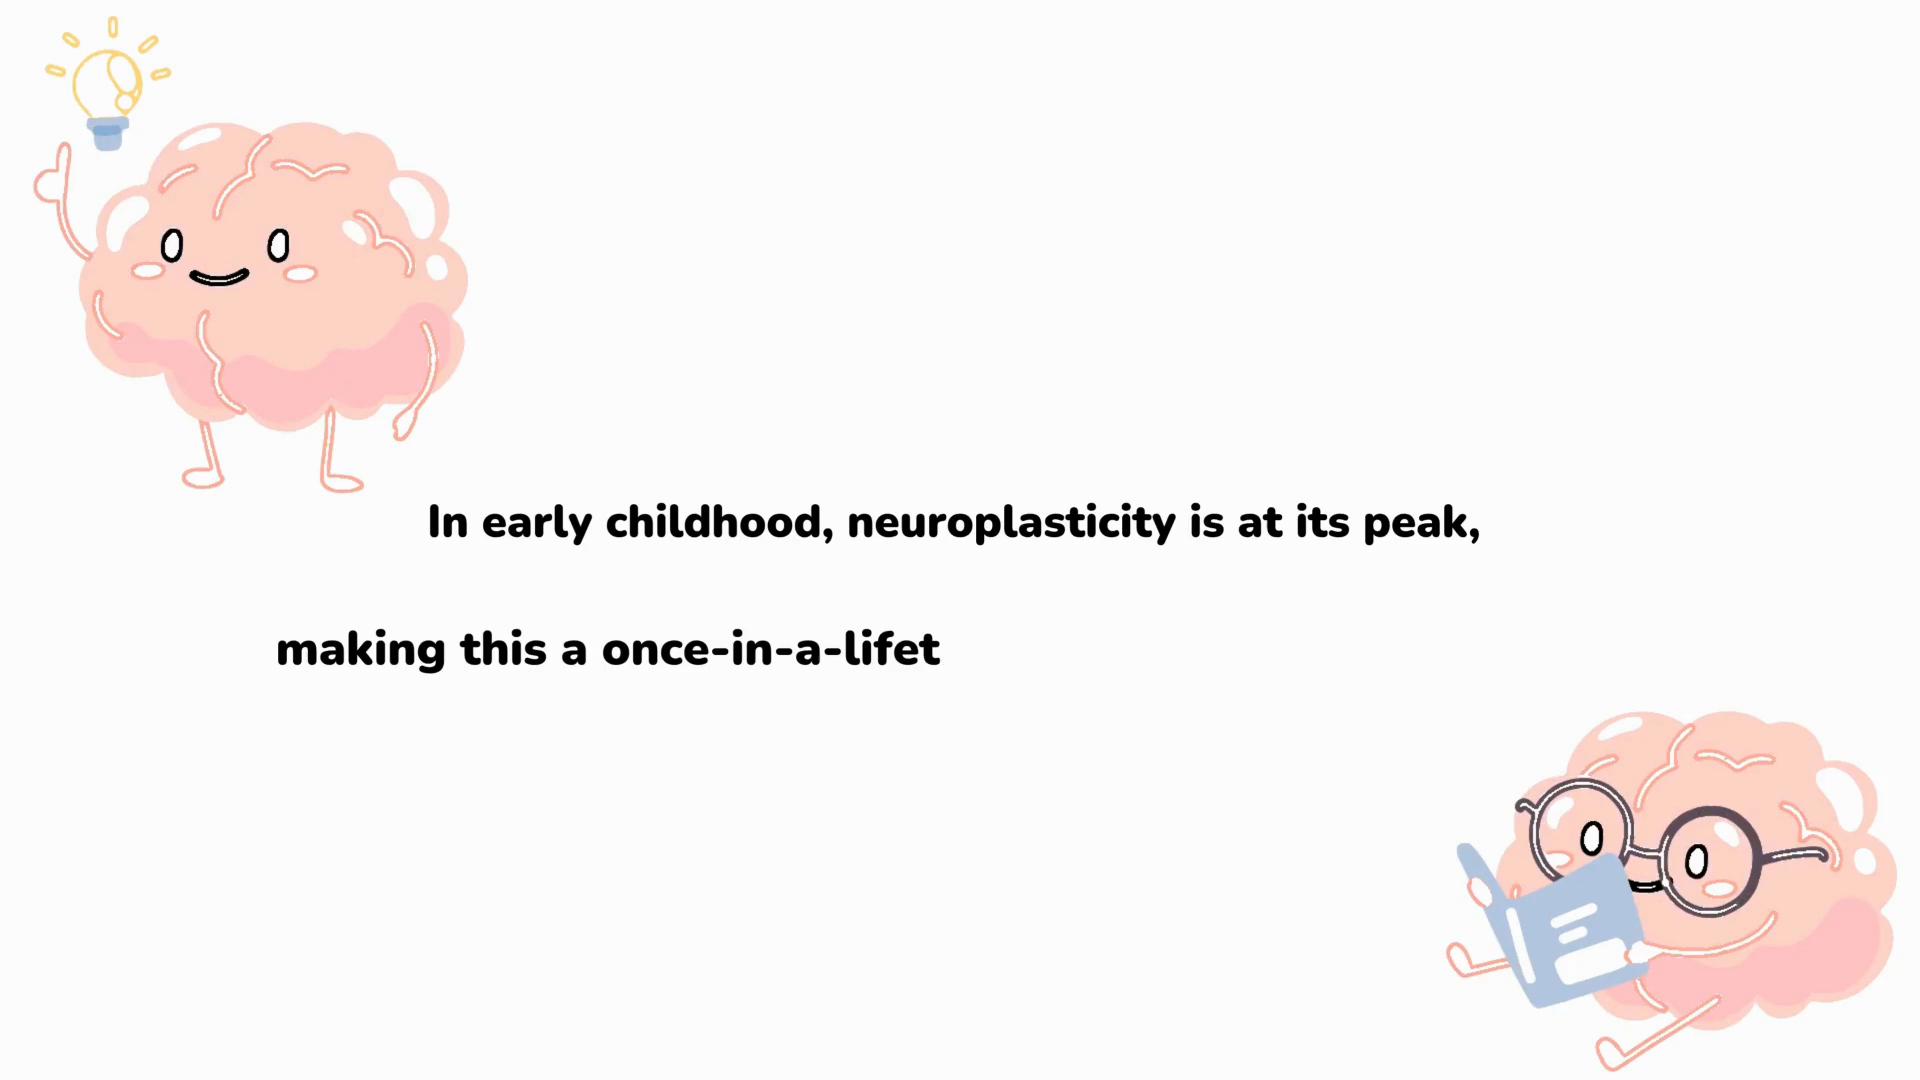 In early childhood, neuroplasticity is at its peak,
making this a once-in-a-lifet